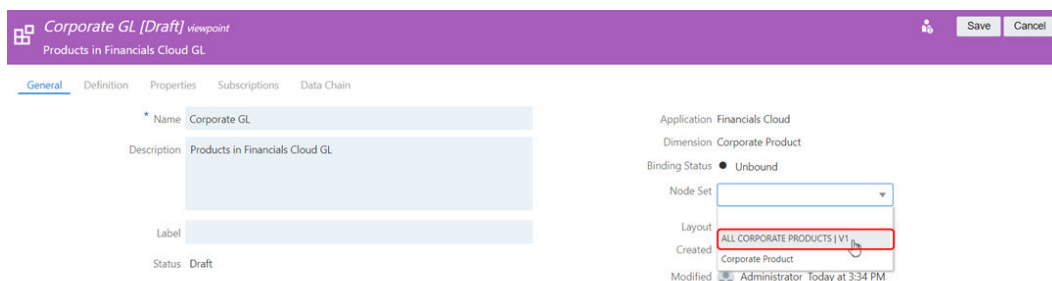 Corporate GL [Draft] viewpoint
Products in Financials Cloud GL
Save Cancel
General Definition Properties Subscriptions Data Chain
* Name Corporate GL
Description Products in Financials Cloud GL
Label
Status Draft
Application Financials Cloud
Dimension Corporate Product
Binding Status Unbound
Node Set
Layout
ALL CORPORATE PRODUCTS | V1
Created
Corporate Product
Modified Administrator Today at 3:34 PM